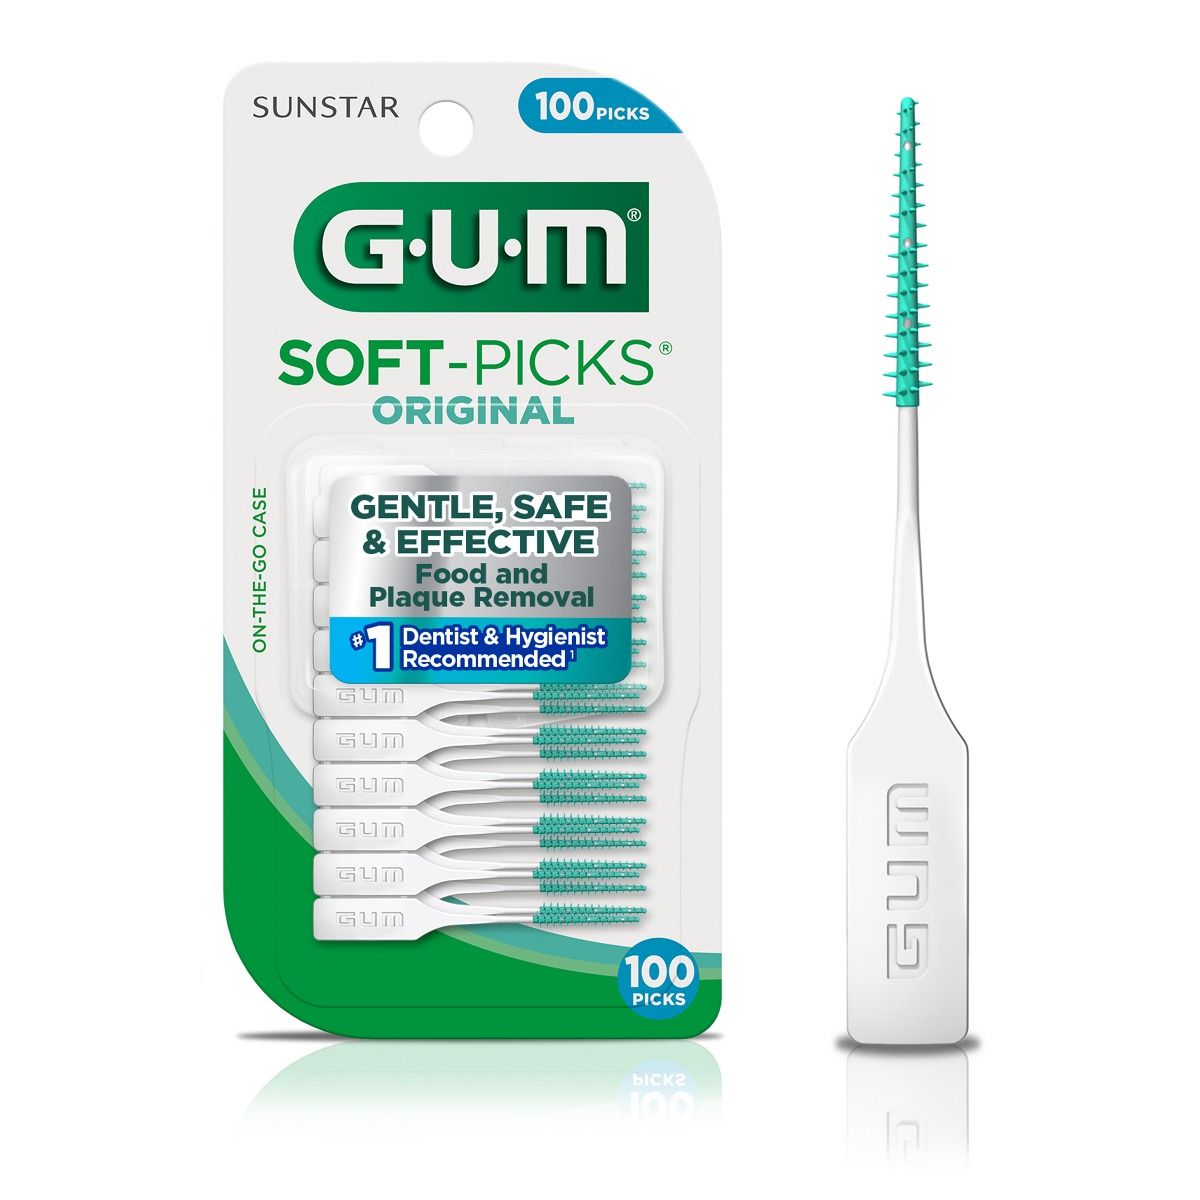 SUNSTAR
100 PICKS
G·U·M®
SOFT-PICKS®
ORIGINAL
ON-THE-GO CASE
GENTLE, SAFE
& EFFECTIVE
Food and
Plaque Removal
#1 Dentist & Hygienist
Recommended¹
GUM
GUM
GUM
GUM
GUM
GUM
100
PICKS
GUM